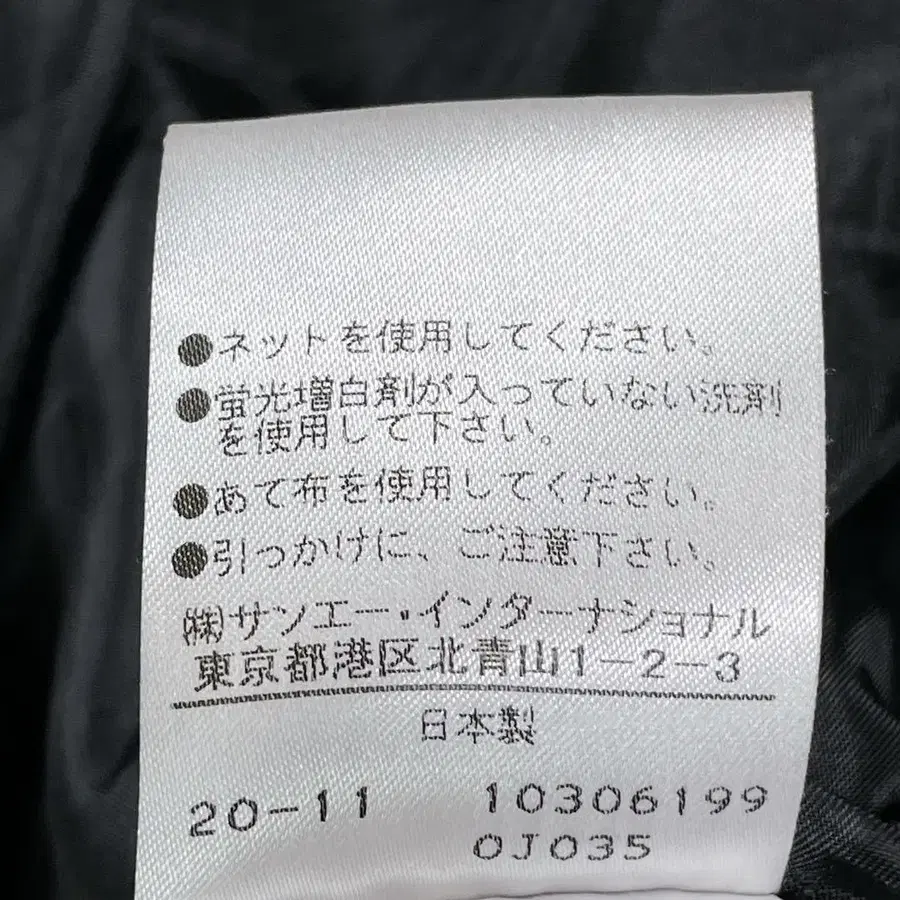 ●ネットを使用してください。
●蛍光増白剤が入っていない洗剤
を使用して下さい。
●あて布を使用してください。
●引っかけに、ご注意下さい。
㈱サンエー・インターナショナル
東京都港区北青山1-2-3
日本製
20-11 10306199
0J035